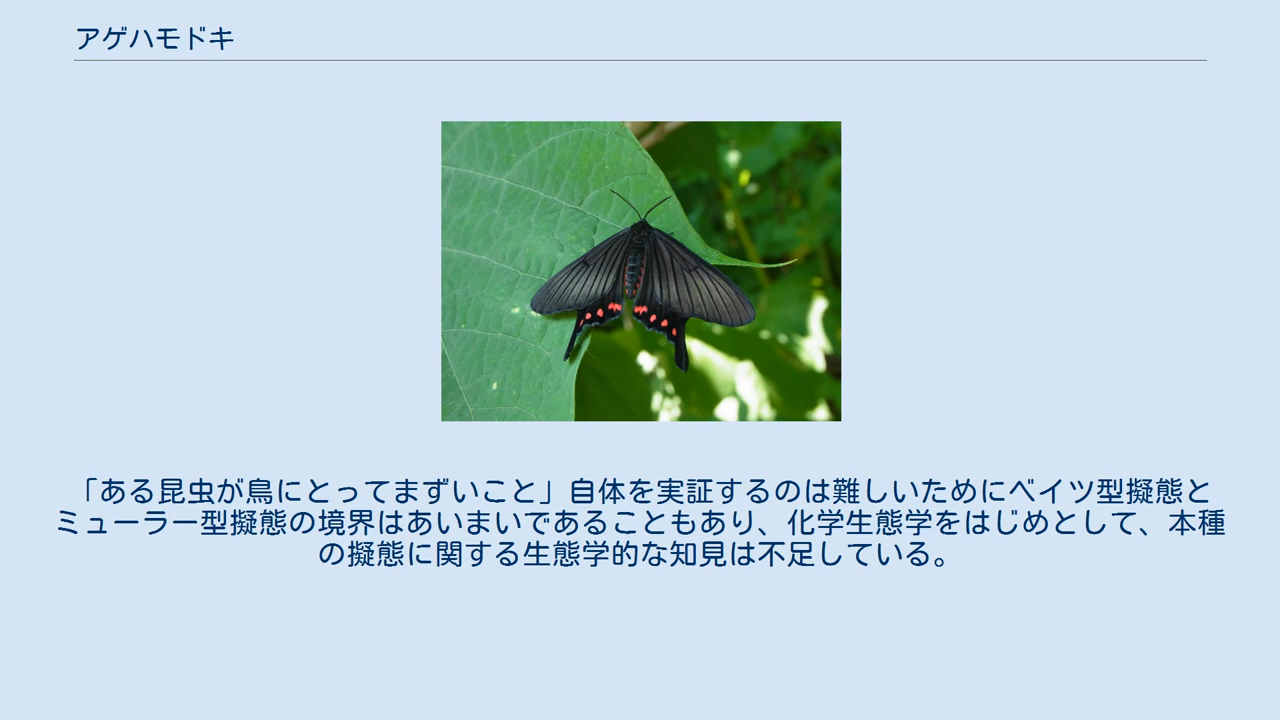 アゲハモドキ
「ある昆虫が鳥にとってまずいこと」自体を実証するのは難しいためにベイツ型擬態と
ミューラー型擬態の境界はあいまいであることもあり、化学生態学をはじめとして、本種
の擬態に関する生態学的な知見は不足している。